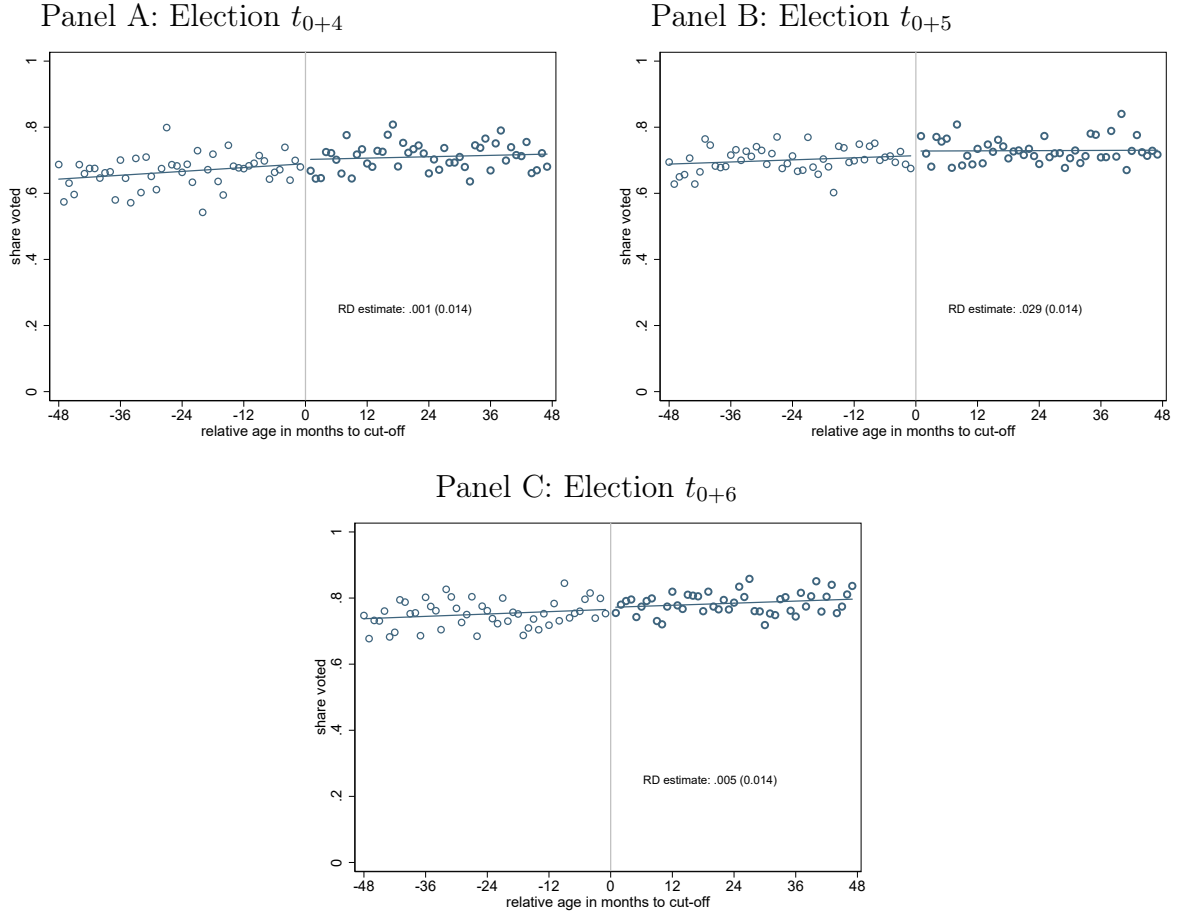 Panel A: Election t0+4
1
.8
.6
.4
.2
0
share voted
RD estimate: .001 (0.014)
-48 -36 -24 -12 0 12 24 36 48
relative age in months to cut-off
Panel B: Election t0+5
1
.8
.6
.4
.2
0
share voted
RD estimate: .029 (0.014)
-48 -36 -24 -12 0 12 24 36 48
relative age in months to cut-off
Panel C: Election t0+6
1
.8
.6
.4
.2
0
share voted
RD estimate: .005 (0.014)
-48 -36 -24 -12 0 12 24 36 48
relative age in months to cut-off